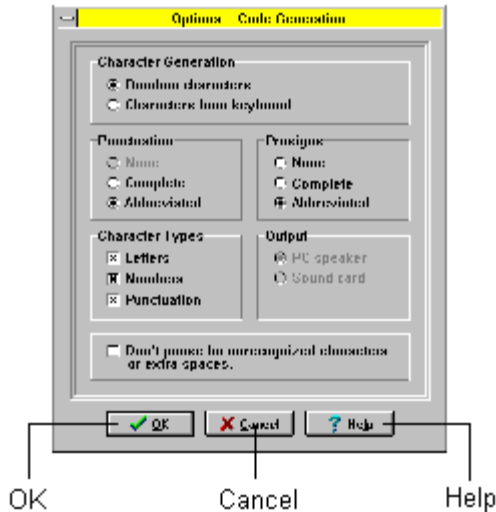 Options - Code Generation
Character Generation
Random characters
Characters from keyboard
Punctuation
None
Complete
Abbreviated
Prosigns
None
Complete
Abbreviated
Character Types
Letters
Numbers
Punctuation
Output
PC speaker
Sound card
Don't pause for unrecognized characters
or extra spaces.
OK
Cancel
Help
OK
Cancel
Help